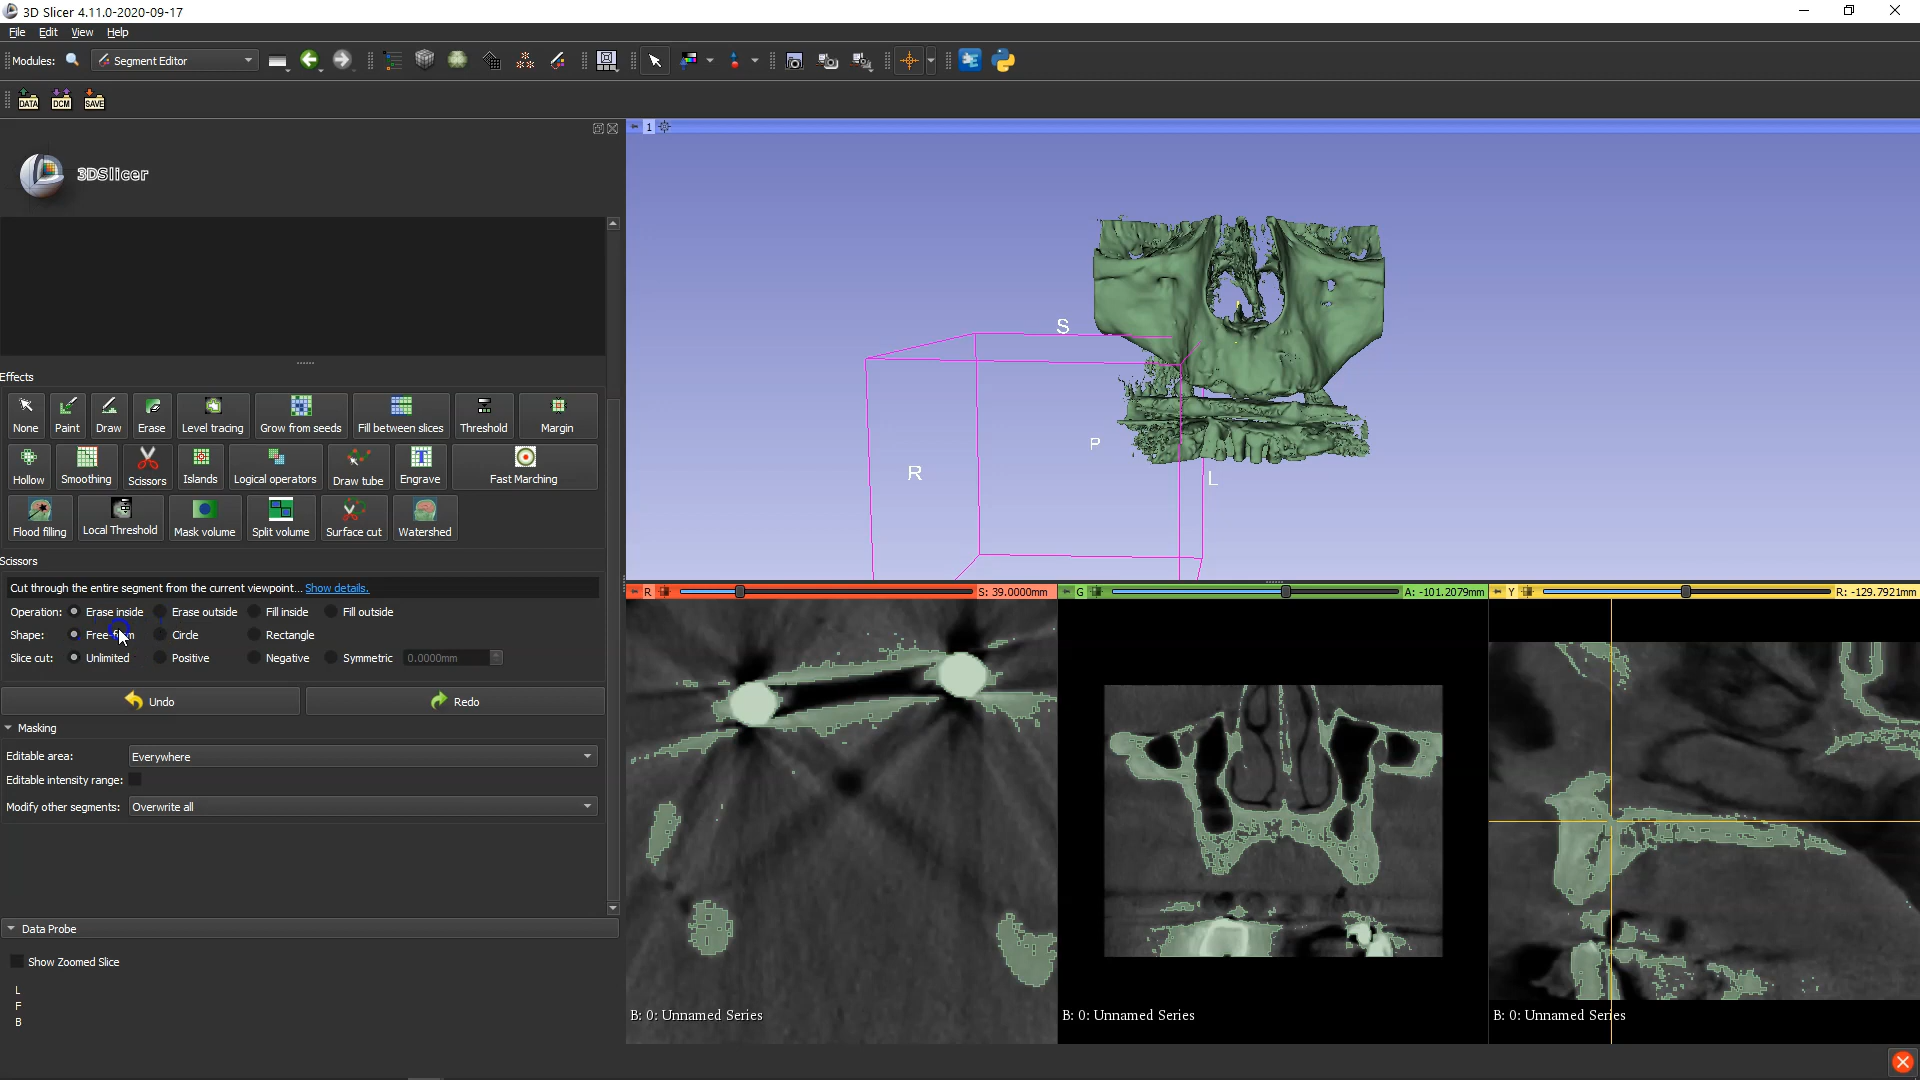 3D Slicer 4.11.0-2020-09-17
File Edit View Help
Modules: Segment Editor
DATA DCM SAVE
1
3DSlicer
Effects
None Paint Draw Erase Level tracing Grow from seeds Fill between slices Threshold Margin
Hollow Smoothing Scissors Islands Logical operators Draw tube Engrave Fast Marching
Flood filling Local Threshold Mask volume Split volume Surface cut Watershed
Scissors
Cut through the entire segment from the current viewpoint... Show details.
Operation: Erase inside Erase outside Fill inside Fill outside
Shape: Circle Rectangle
Slice cut: Unlimited Positive Negative Symmetric 0.0000mm
Undo Redo
Masking
Editable area: Everywhere
Editable intensity range:
Modify other segments: Overwrite all
Data Probe
Show Zoomed Slice
L
F
B
S
P
R
L
R S: 39.0000mm
G A: -101.2079mm
Y R: -129.7921mm
B: 0: Unnamed Series
B: 0: Unnamed Series
B: 0: Unnamed Series